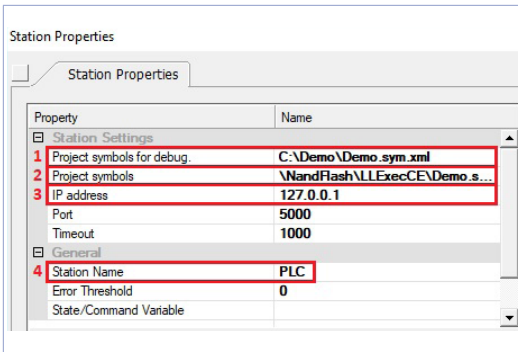 Station Properties
Station Properties
Property Name
Station Settings
1 Project symbols for debug. C:\Demo\Demo.sym.xml
2 Project symbols \NandFlash\LLExecCE\Demo.s...
3 IP address 127.0.0.1
Port 5000
Timeout 1000
General
4 Station Name PLC
Error Threshold 0
State/Command Variable